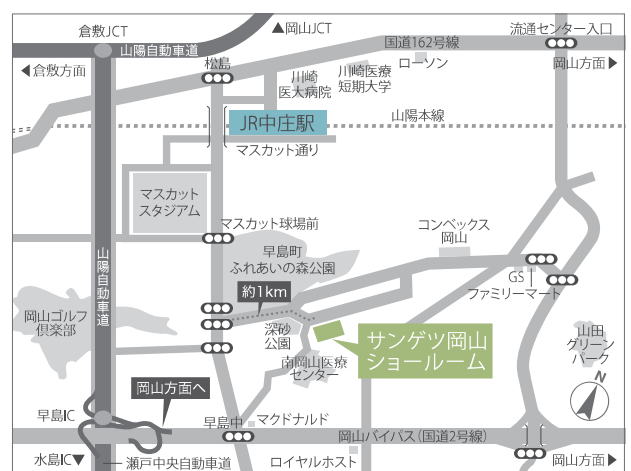 倉敷JCT
▲岡山JCT
山陽自動車道
国道162号線
流通センター入口
◀倉敷方面
松島
川崎
医大病院
川崎医療
短期大学
ローソン
岡山方面▶
JR中庄駅
山陽本線
マスカット通り
マスカット
スタジアム
マスカット球場前
コンベックス
岡山
早島町
ふれあいの森公園
山陽自動車道
約1km
GS
ファミリーマート
岡山ゴルフ
倶楽部
深砂
公園
サンゲツ岡山
ショールーム
山田
グリーン
パーク
南岡山医療
センター
岡山方面へ
N
早島IC
早島中
マクドナルド
岡山バイパス(国道2号線)
水島IC▼
瀬戸中央自動車道
ロイヤルホスト
岡山方面▶